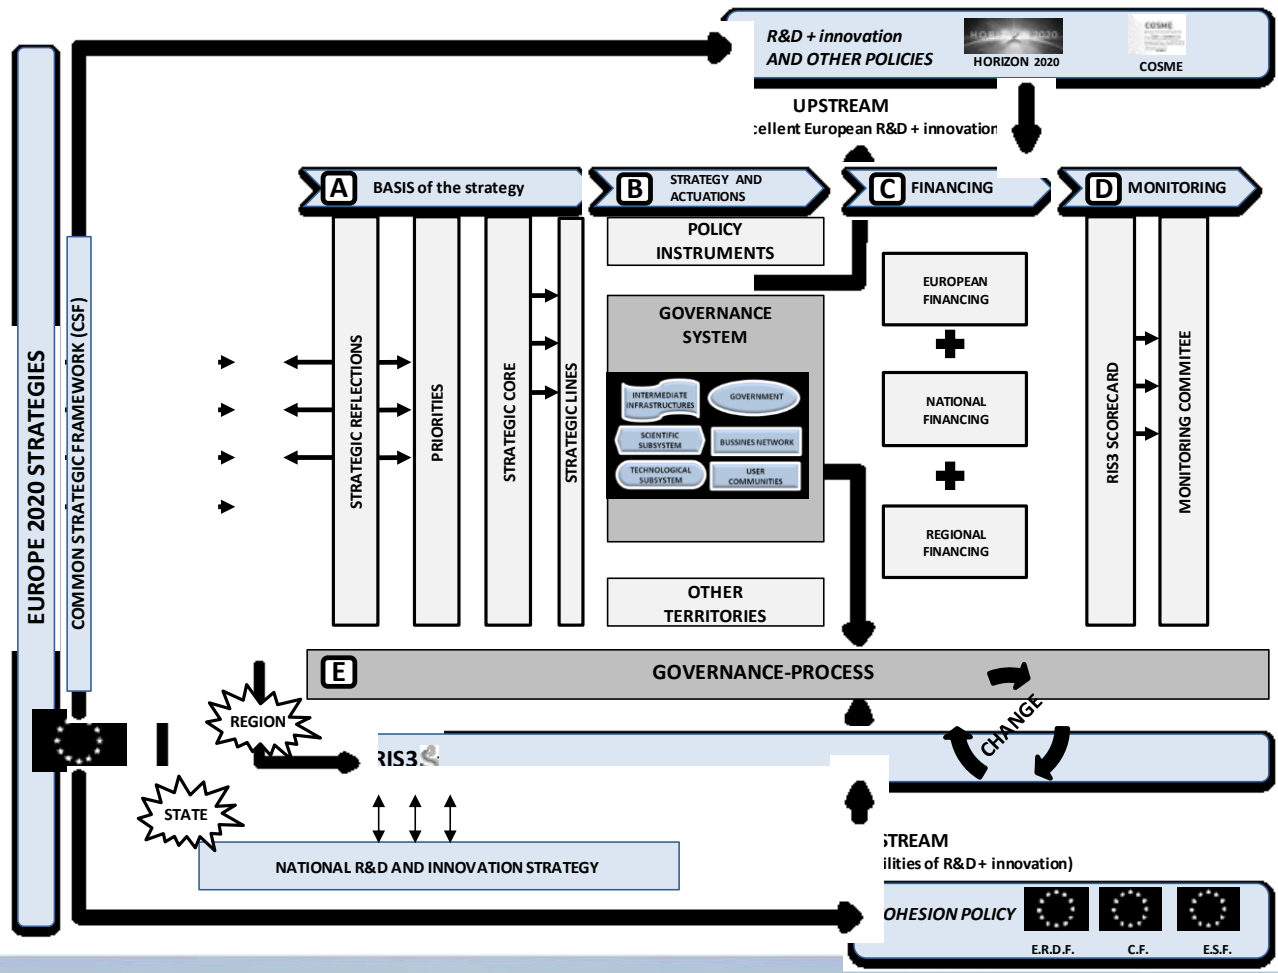 R&D + innovation
AND OTHER POLICIES
HORIZON 2020
HORIZON 2020
COSME
COSME
UPSTREAM
cellent European R&D + innovation
A
BASIS of the strategy
B
STRATEGY AND
ACTUATIONS
C
FINANCING
D
MONITORING
EUROPE 2020 STRATEGIES
COMMON STRATEGIC FRAMEWORK (CSF)
STRATEGIC REFLECTIONS
PRIORITIES
STRATEGIC CORE
STRATEGIC LINES
POLICY
INSTRUMENTS
GOVERNANCE
SYSTEM
INTERMEDIATE
INFRASTRUCTURES
GOVERNMENT
SCIENTIFIC
SUBSYSTEM
BUSSINES NETWORK
TECHNOLOGICAL
SUBSYSTEM
USER
COMMUNITIES
OTHER
TERRITORIES
EUROPEAN
FINANCING
NATIONAL
FINANCING
REGIONAL
FINANCING
RIS3 SCORECARD
MONITORING COMMITEE
E
GOVERNANCE-PROCESS
CHANGE
REGION
RIS3
STATE
NATIONAL R&D AND INNOVATION STRATEGY
STREAM
ilities of R&D + innovation)
OHESION POLICY
E.R.D.F.
C.F.
E.S.F.